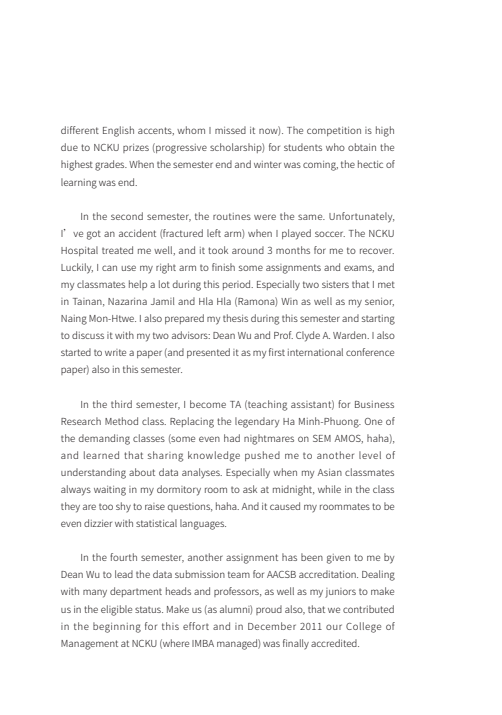 different English accents, whom I missed it now). The competition is high
due to NCKU prizes (progressive scholarship) for students who obtain the
highest grades. When the semester end and winter was coming, the hectic of
learning was end.
In the second semester, the routines were the same. Unfortunately,
I’ve got an accident (fractured left arm) when I played soccer. The NCKU
Hospital treated me well, and it took around 3 months for me to recover.
Luckily, I can use my right arm to finish some assignments and exams, and
my classmates help a lot during this period. Especially two sisters that I met
in Tainan, Nazarina Jamil and Hla Hla (Ramona) Win as well as my senior,
Naing Mon-Htwe. I also prepared my thesis during this semester and starting
to discuss it with my two advisors: Dean Wu and Prof. Clyde A. Warden. I also
started to write a paper (and presented it as my first international conference
paper) also in this semester.
In the third semester, I become TA (teaching assistant) for Business
Research Method class. Replacing the legendary Ha Minh-Phuong. One of
the demanding classes (some even had nightmares on SEM AMOS, haha),
and learned that sharing knowledge pushed me to another level of
understanding about data analyses. Especially when my Asian classmates
always waiting in my dormitory room to ask at midnight, while in the class
they are too shy to raise questions, haha. And it caused my roommates to be
even dizzier with statistical languages.
In the fourth semester, another assignment has been given to me by
Dean Wu to lead the data submission team for AACSB accreditation. Dealing
with many department heads and professors, as well as my juniors to make
us in the eligible status. Make us (as alumni) proud also, that we contributed
in the beginning for this effort and in December 2011 our College of
Management at NCKU (where IMBA managed) was finally accredited.